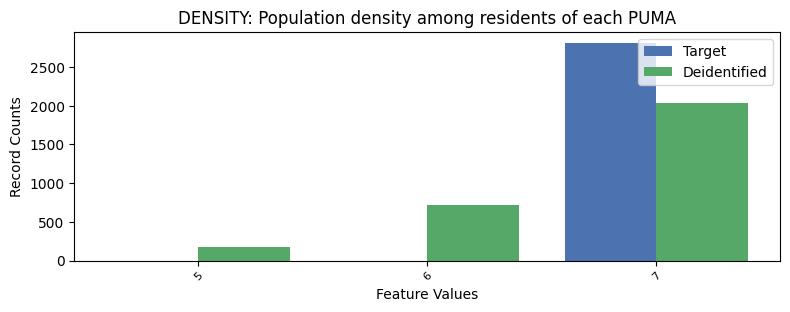 DENSITY: Population density among residents of each PUMA
Target
Deidentified
Record Counts
2500
2000
1500
1000
500
0
5
6
7
Feature Values